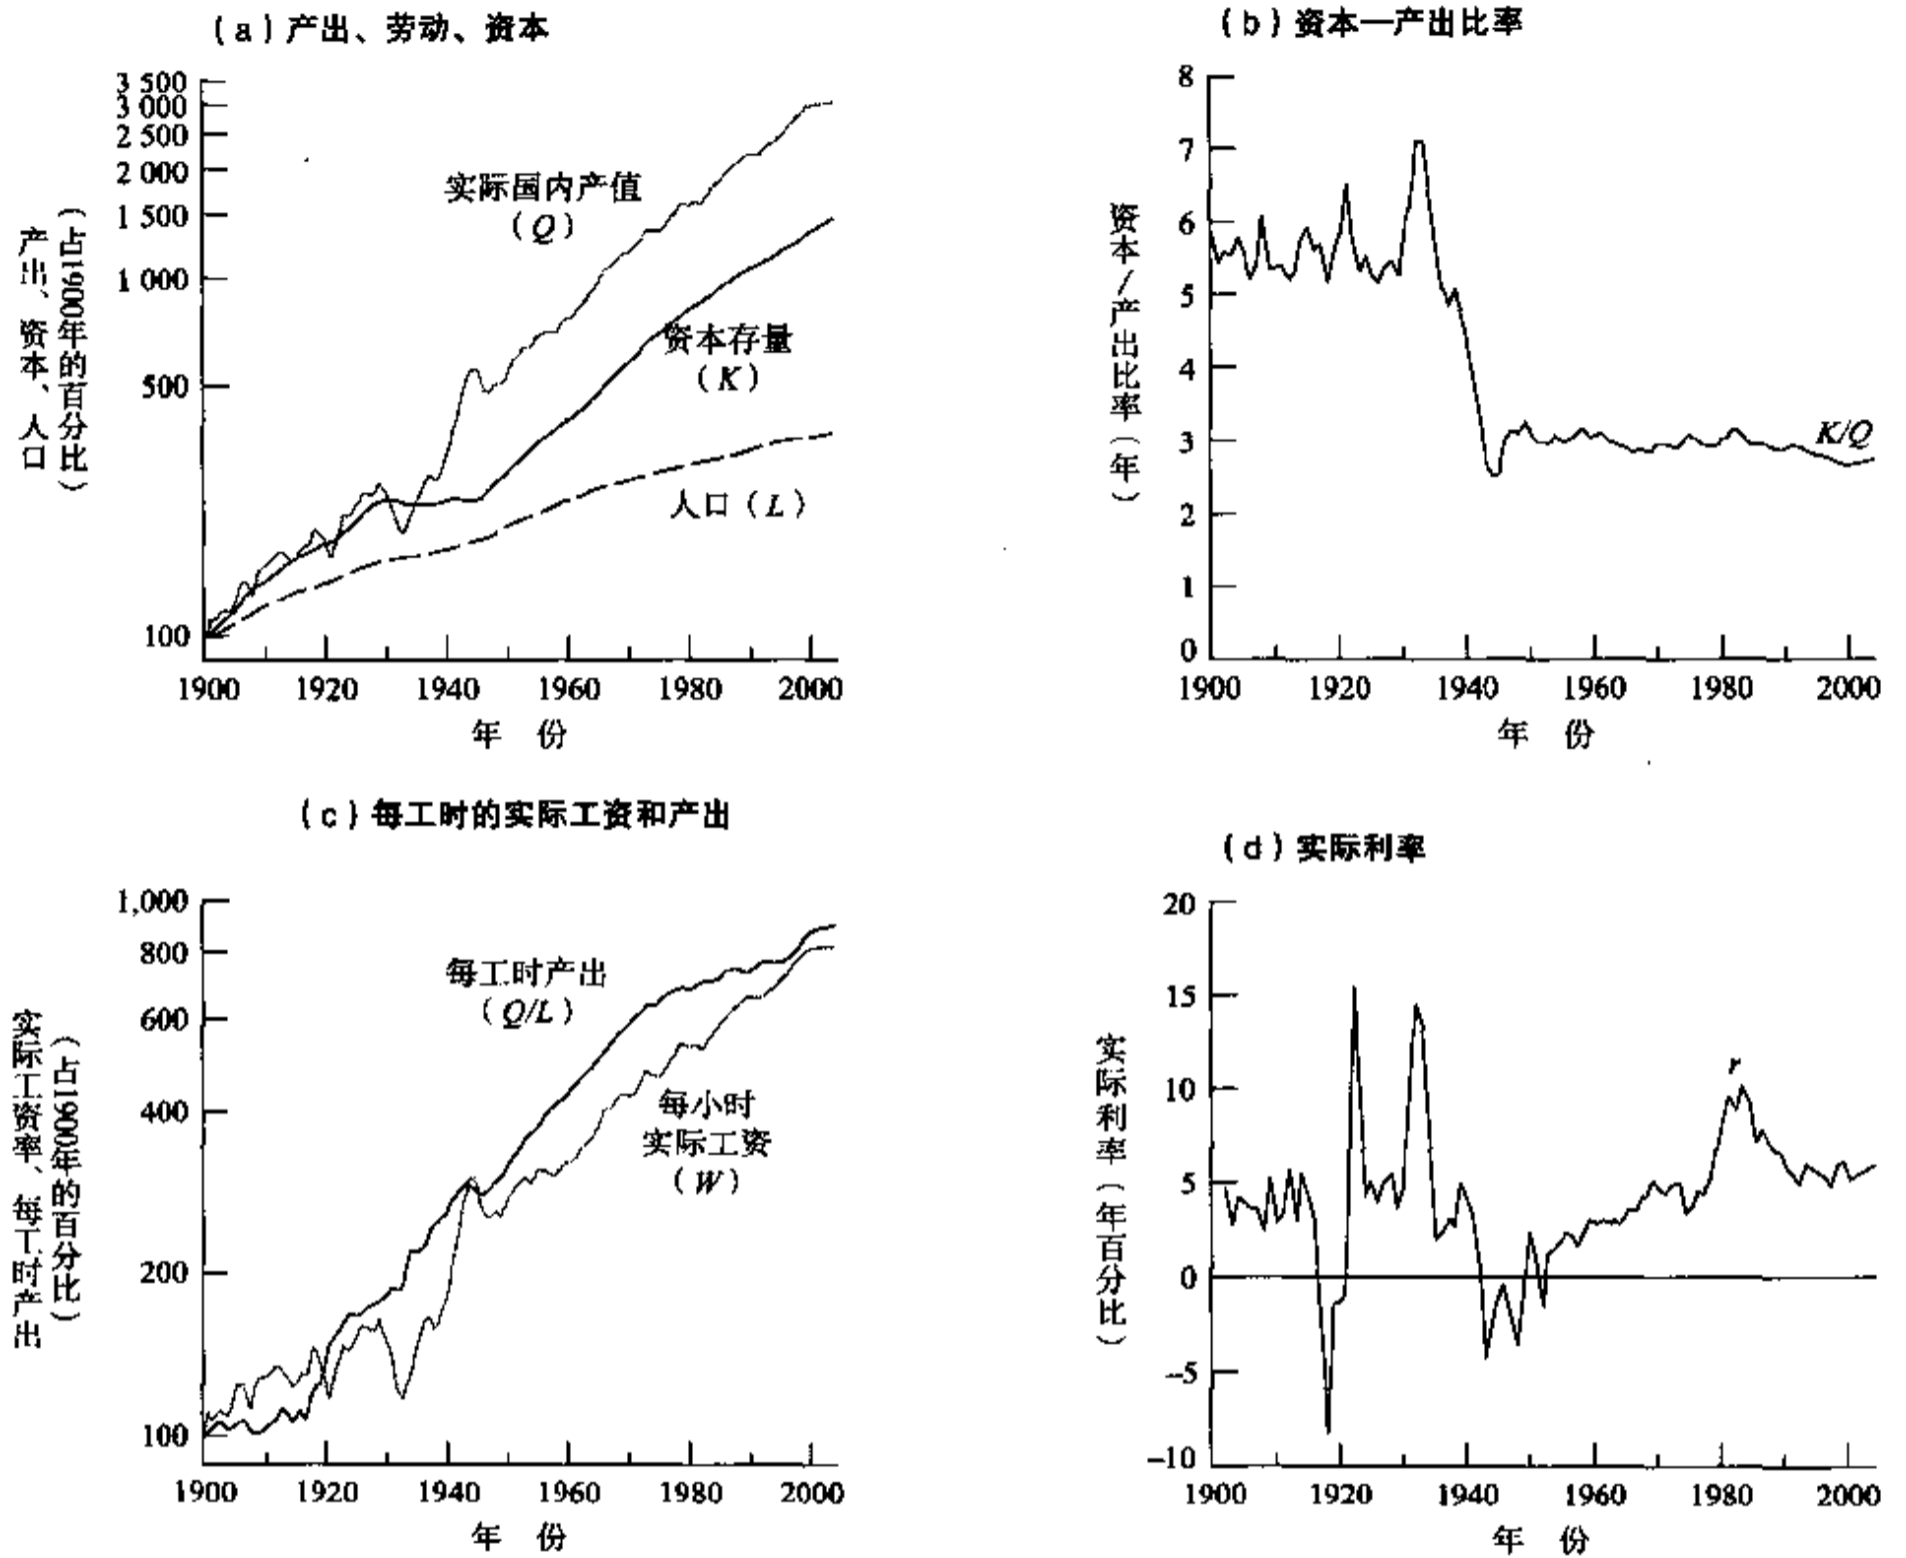 (a)产出、劳动、资本
3 500
3 000
2 500
2 000
1 500
1 000
500
100
产出、资本、人口
(占1900年的百分比)
实际国内产值
(Q)
资本存量
(K)
人口(L)
1900 1920 1940 1960 1980 2000
年 份
(b)资本—产出比率
8
7
6
5
4
3
2
1
0
资本/产出比率(年)
K/Q
1900 1920 1940 1960 1980 2000
年 份
(c)每工时的实际工资和产出
1,000
800
600
400
200
100
实际工资率、每工时产出
(占1900年的百分比)
每工时产出
(Q/L)
每小时
实际工资
(W)
1900 1920 1940 1960 1980 2000
年 份
(d)实际利率
20
15
10
5
0
-5
-10
实际利率(年百分比)
r
1900 1920 1940 1960 1980 2000
年 份